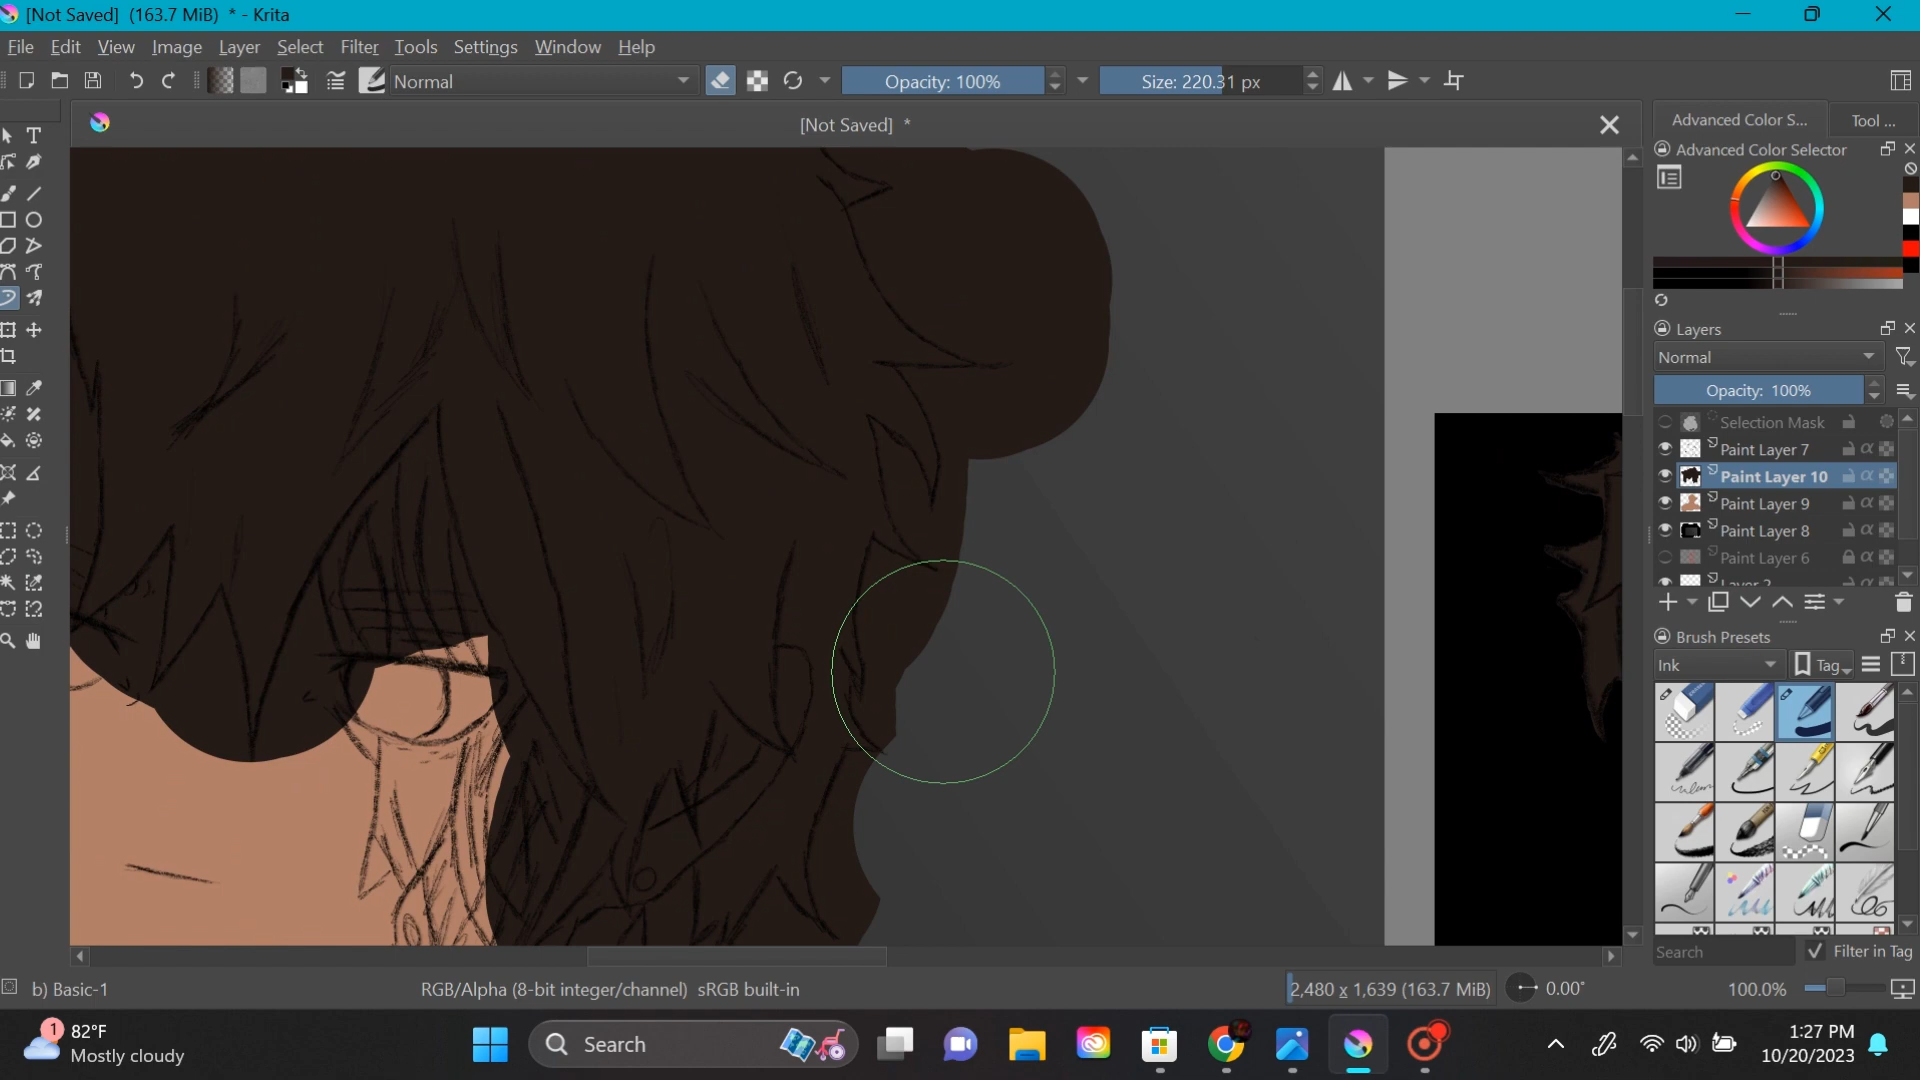 [Not Saved] (163.7 MiB) * - Krita
File Edit View Image Layer Select Filter Tools Settings Window Help
Normal
Opacity: 100%
Size: 220.31 px
[Not Saved] *
Advanced Color S...
Tool ...
Advanced Color Selector
Layers
Normal
Opacity: 100%
Selection Mask
Paint Layer 7
Paint Layer 10
Paint Layer 9
Paint Layer 8
Paint Layer 6
Layer 2
Brush Presets
Ink
Tag
Search
Filter in Tag
b) Basic-1
RGB/Alpha (8-bit integer/channel) sRGB built-in
2,480 x 1,639 (163.7 MiB)
0.00°
100.0%
1
82°F
Mostly cloudy
Search
1:27 PM
10/20/2023